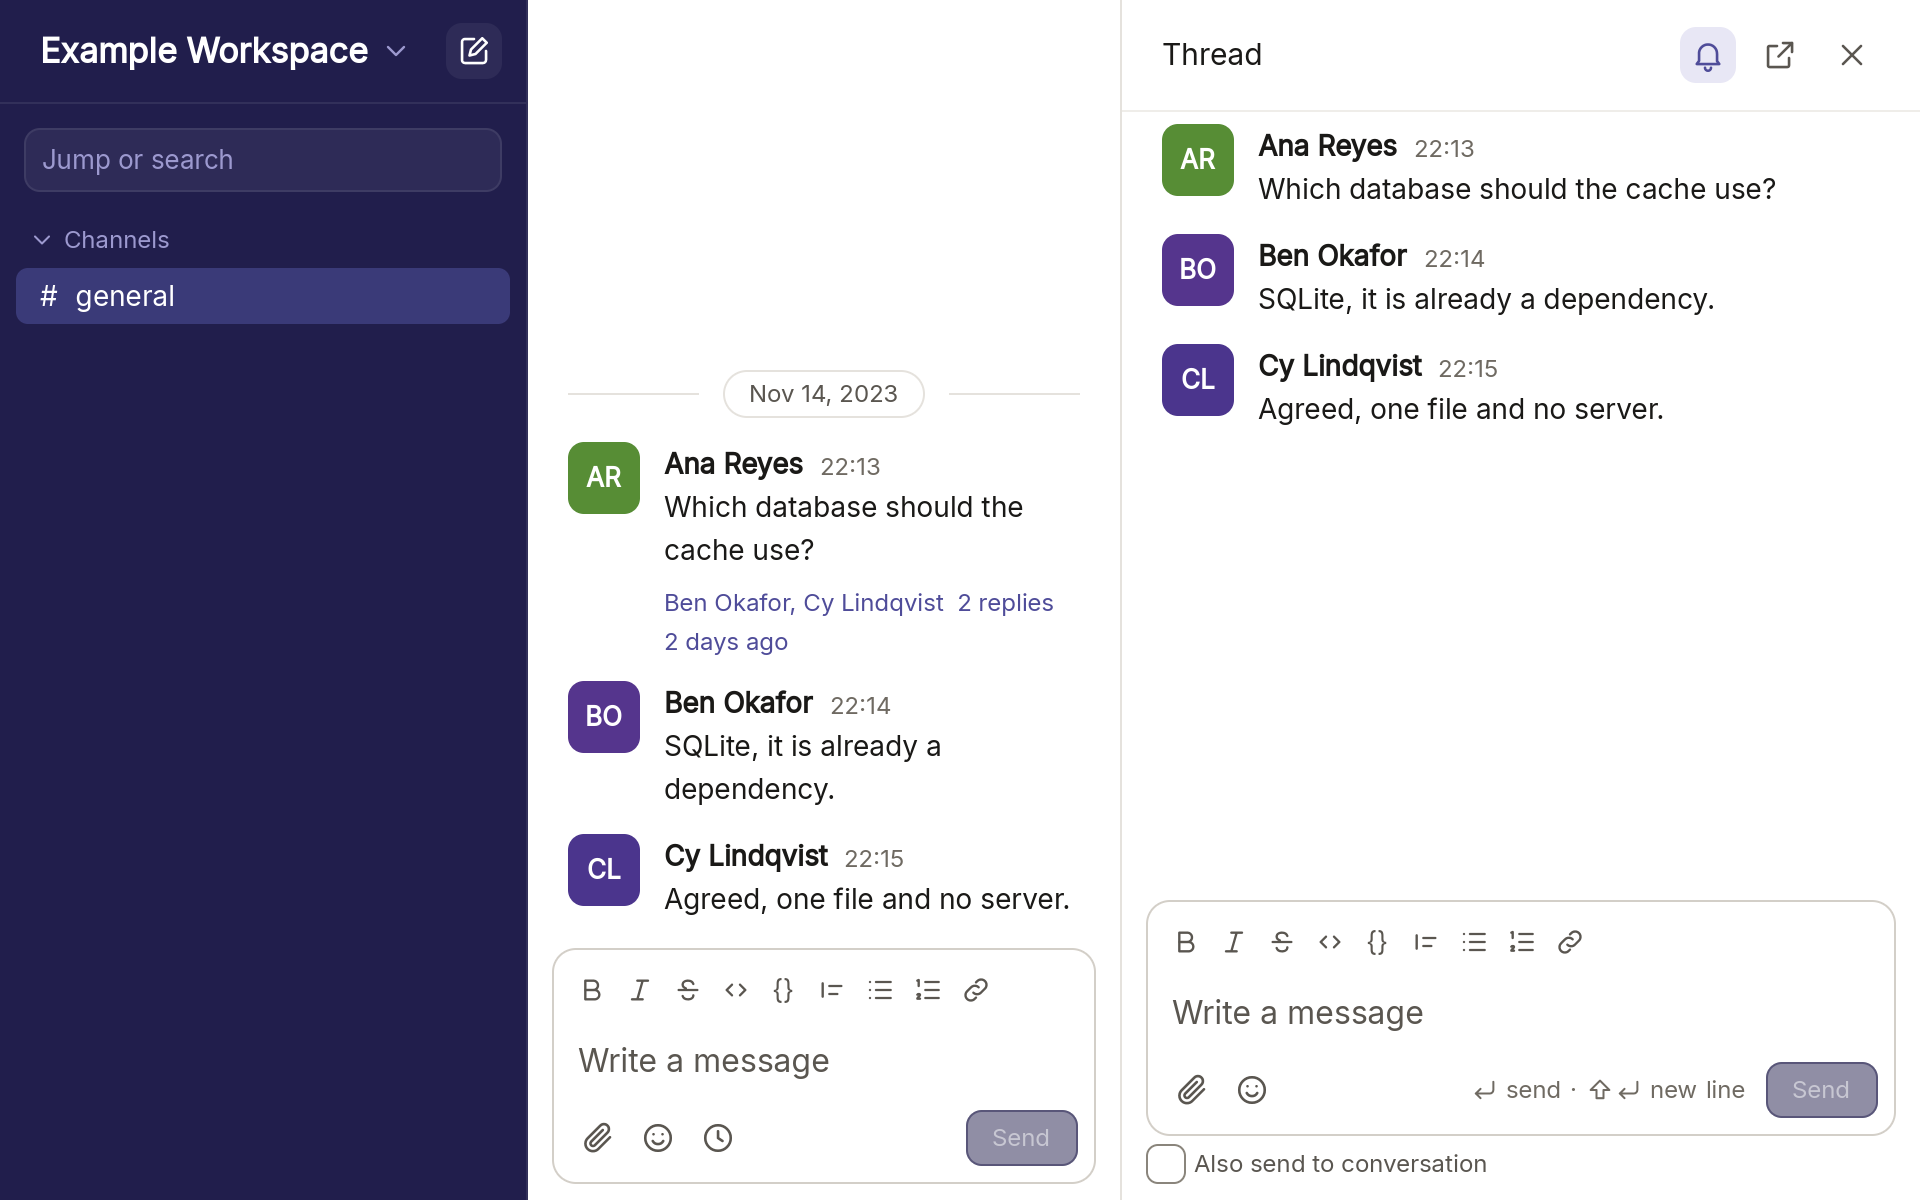 Example Workspace
Jump or search
Channels
# general
Nov 14, 2023
AR
Ana Reyes 22:13
Which database should the
cache use?
Ben Okafor, Cy Lindqvist 2 replies
2 days ago
BO
Ben Okafor 22:14
SQLite, it is already a
dependency.
CL
Cy Lindqvist 22:15
Agreed, one file and no server.
Write a message
Send
Thread
AR
Ana Reyes 22:13
Which database should the cache use?
BO
Ben Okafor 22:14
SQLite, it is already a dependency.
CL
Cy Lindqvist 22:15
Agreed, one file and no server.
Write a message
send · new line
Send
Also send to conversation